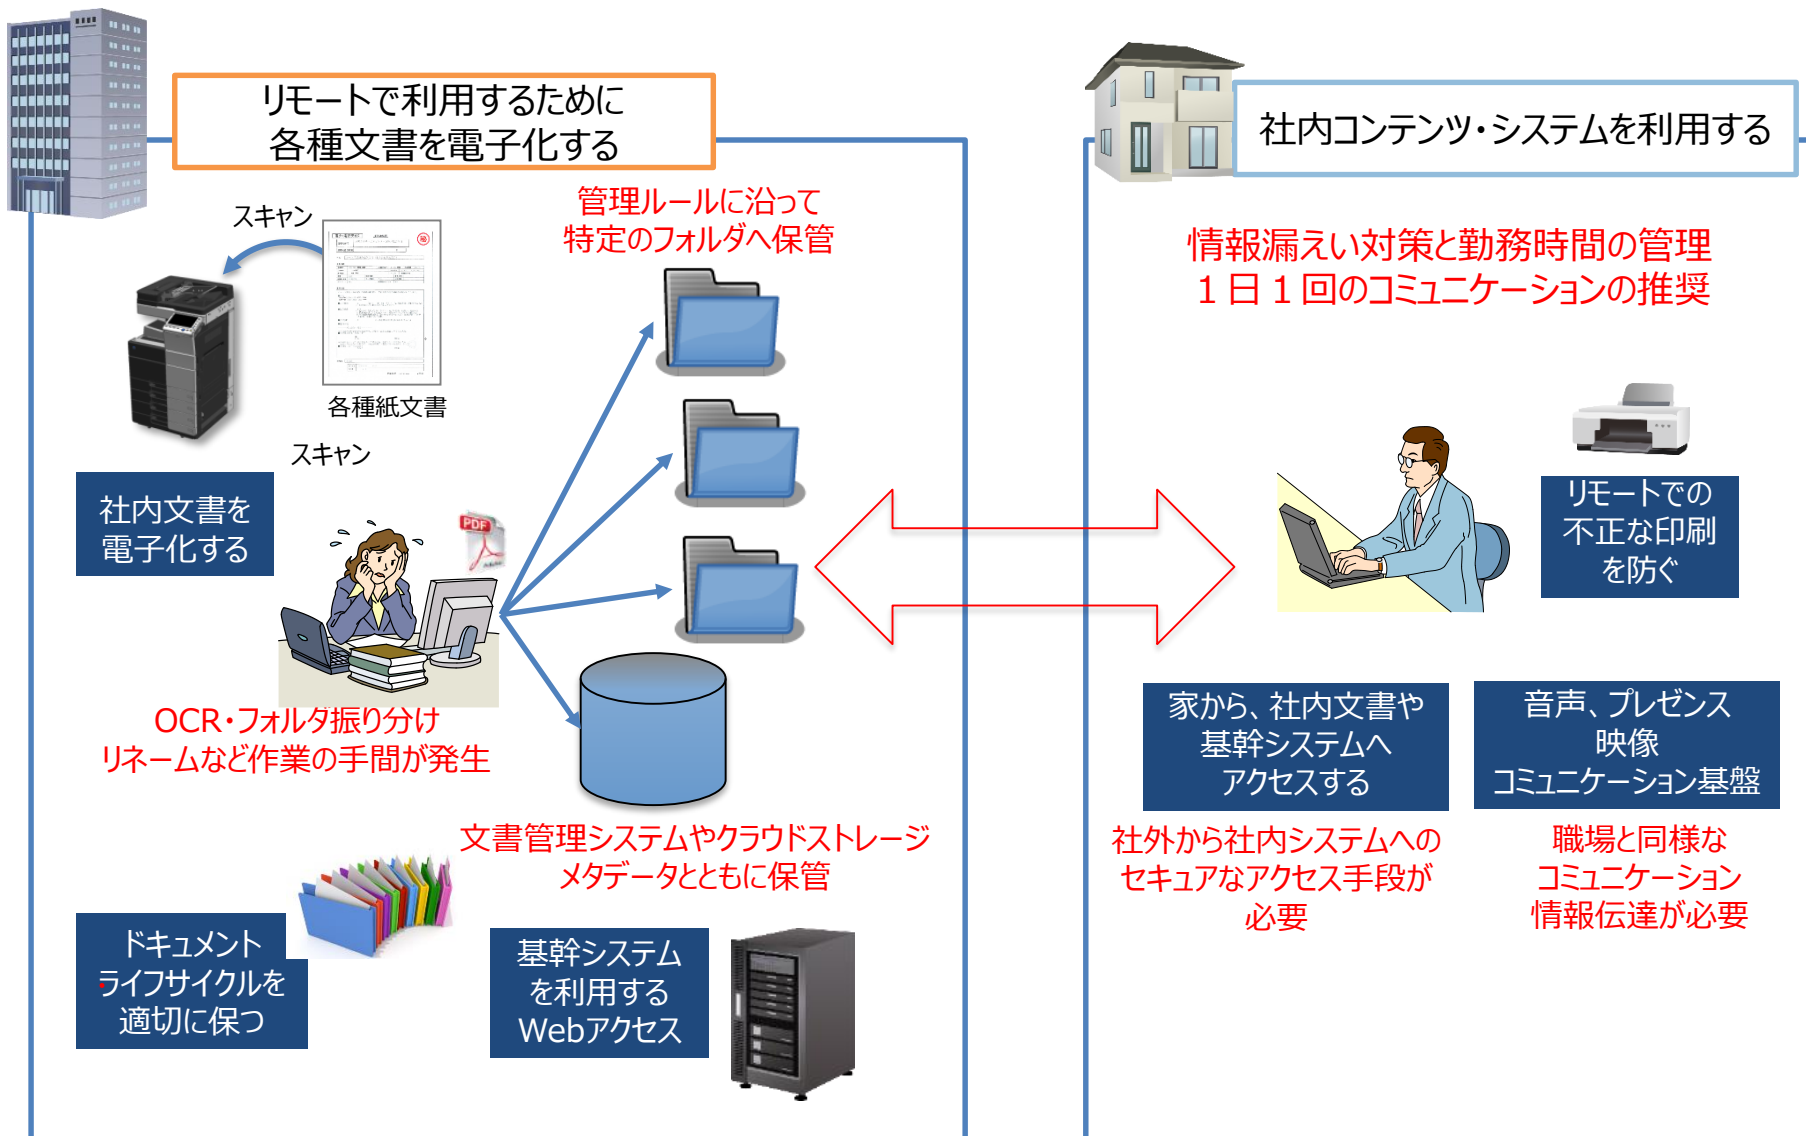 リモートで利用するために
各種文書を電子化する
スキャン
各種紙文書
スキャン
社内文書を
電子化する
PDF
管理ルールに沿って
特定のフォルダへ保管
OCR・フォルダ振り分け
リネームなど作業の手間が発生
文書管理システムやクラウドストレージ
メタデータとともに保管
ドキュメント
ライフサイクルを
適切に保つ
基幹システム
を利用する
Webアクセス
社内コンテンツ・システムを利用する
情報漏えい対策と勤務時間の管理
１日１回のコミュニケーションの推奨
リモートでの
不正な印刷
を防ぐ
家から、社内文書や
基幹システムへ
アクセスする
社外から社内システムへの
セキュアなアクセス手段が
必要
音声、プレゼンス
映像
コミュニケーション基盤
職場と同様な
コミュニケーション
情報伝達が必要